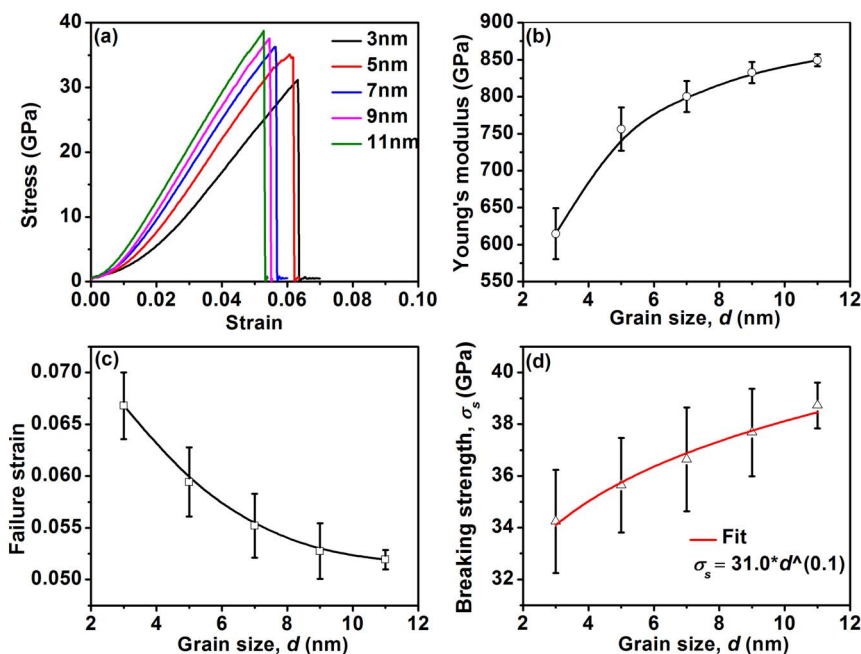 (a)
3nm
5nm
7nm
9nm
11nm
40
30
20
10
0
Stress (GPa)
0.00 0.02 0.04 0.06 0.08 0.10
Strain
(b)
900
850
800
750
700
650
600
550
Young's modulus (GPa)
2 4 6 8 10 12
Grain size, d (nm)
(c)
0.070
0.065
0.060
0.055
0.050
Failure strain
2 4 6 8 10 12
Grain size, d (nm)
(d)
40
38
36
34
32
Breaking strength, σs (GPa)
Fit
σs = 31.0*d^(0.1)
2 4 6 8 10 12
Grain size, d (nm)